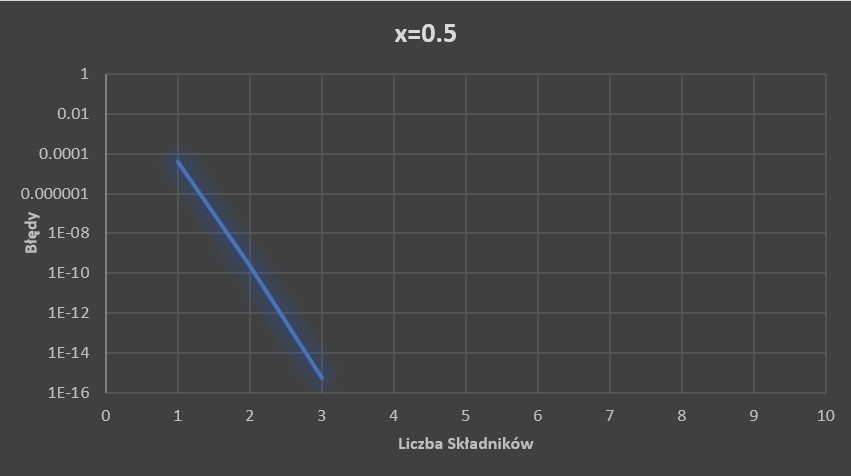 x=0.5
1
0.01
0.0001
0.000001
1E-08
1E-10
1E-12
1E-14
1E-16
Błędy
0 1 2 3 4 5 6 7 8 9 10
Liczba Składników